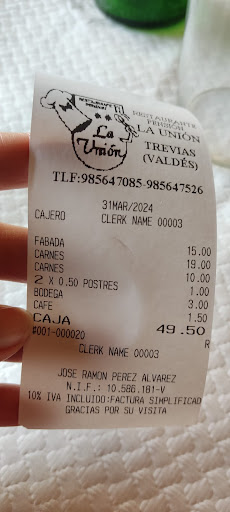 La
Unión
RESTAURANTE
PENSIÓN
LA UNIÓN
TREVIAS
(VALDÉS)
TLF:985647085-985647526
31MAR/2024
CAJERO CLERK NAME 00003
FABADA 15.00
CARNES 19.00
CARNES 10.00
2 X 0.50 POSTRES 1.00
BODEGA 3.00
CAFE 1.50
CAJA 49.50
#001-000020 R
CLERK NAME 00003
JOSE RAMON PEREZ ALVAREZ
N.I.F.: 10.586.181-V
10% IVA INCLUIDO:FACTURA SIMPLIFICAD
GRACIAS POR SU VISITA